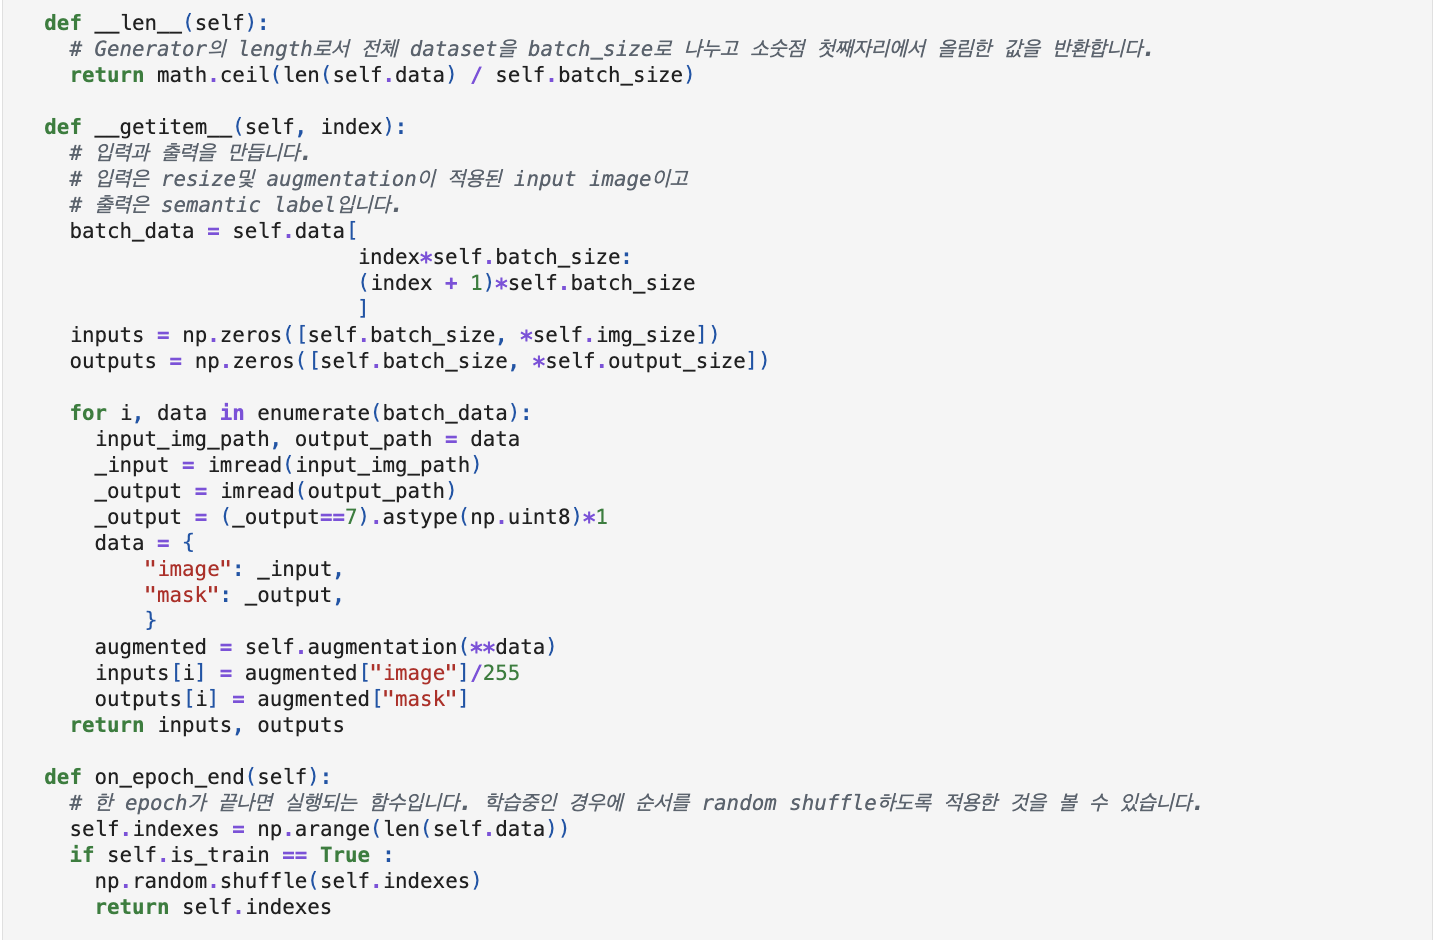 def __len__(self):
# Generator의 length로서 전체 dataset을 batch_size로 나누고 소숫점 첫째자리에서 올림한 값을 반환합니다.
return math.ceil(len(self.data) / self.batch_size)
def __getitem__(self, index):
# 입력과 출력을 만듭니다.
# 입력은 resize및 augmentation이 적용된 input image이고
# 출력은 semantic label입니다.
batch_data = self.data[
index*self.batch_size:
(index + 1)*self.batch_size
]
inputs = np.zeros([self.batch_size, *self.img_size])
outputs = np.zeros([self.batch_size, *self.output_size])
for i, data in enumerate(batch_data):
input_img_path, output_path = data
_input = imread(input_img_path)
_output = imread(output_path)
_output = (_output==7).astype(np.uint8)*1
data = {
"image": _input,
"mask": _output,
}
augmented = self.augmentation(**data)
inputs[i] = augmented["image"]/255
outputs[i] = augmented["mask"]
return inputs, outputs
def on_epoch_end(self):
# 한 epoch가 끝나면 실행되는 함수입니다. 학습중인 경우에 순서를 random shuffle하도록 적용한 것을 볼 수 있습니다.
self.indexes = np.arange(len(self.data))
if self.is_train == True :
np.random.shuffle(self.indexes)
return self.indexes